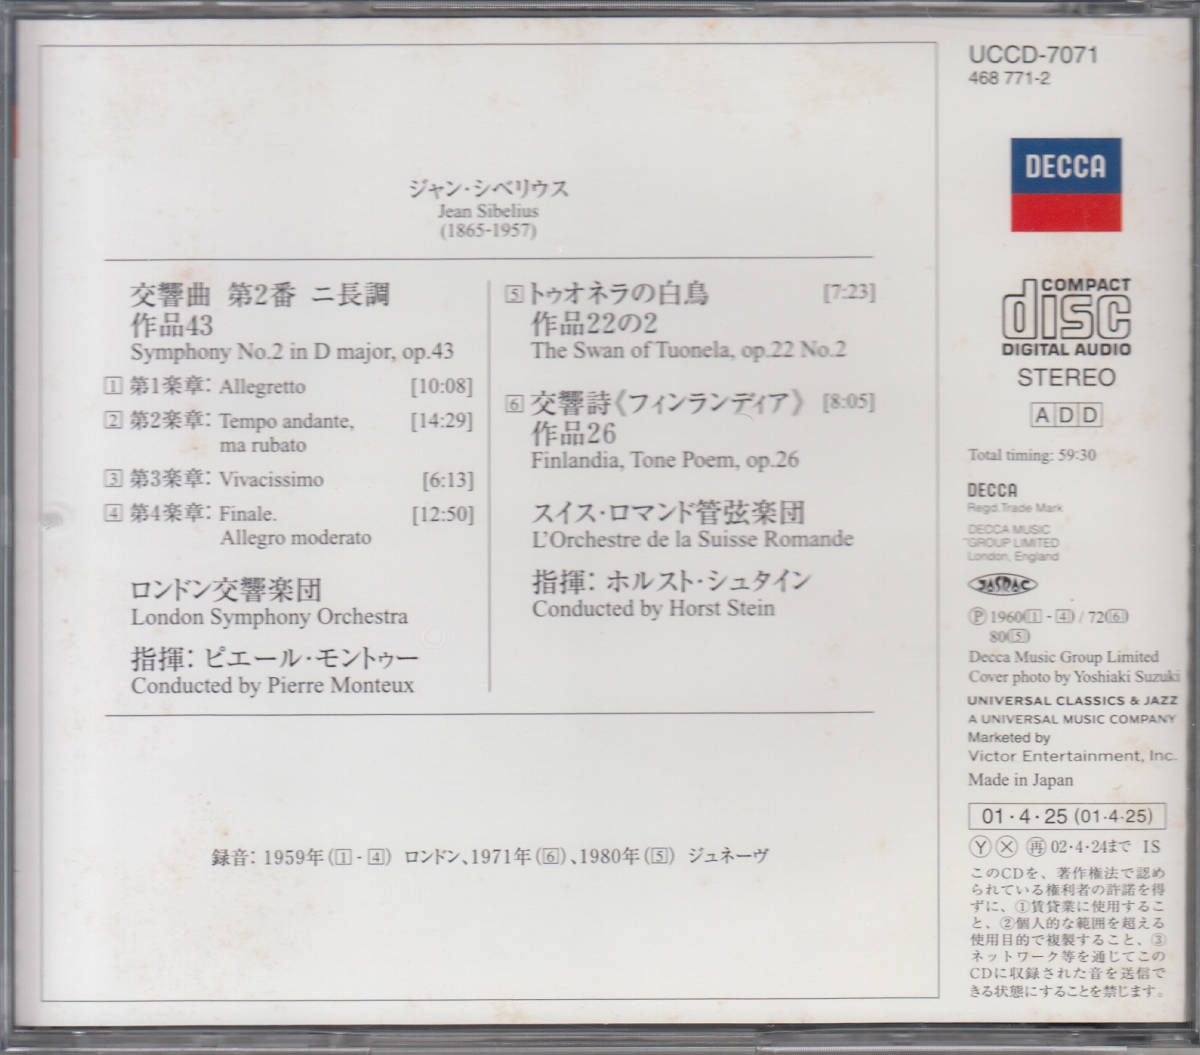 ジャン・シベリウス
Jean Sibelius
(1865-1957)
交響曲 第2番 ニ長調
作品43
Symphony No.2 in D major, op.43
1 第1楽章: Allegretto [10:08]
2 第2楽章: Tempo andante, [14:29]
ma rubato
3 第3楽章: Vivacissimo [6:13]
4 第4楽章: Finale. [12:50]
Allegro moderato
ロンドン交響楽団
London Symphony Orchestra
指揮: ピエール・モントゥー
Conducted by Pierre Monteux
5 トゥオネラの白鳥 [7:23]
作品22の2
The Swan of Tuonela, op.22 No.2
6 交響詩《フィンランディア》 [8:05]
作品26
Finlandia, Tone Poem, op.26
スイス・ロマンド管弦楽団
L'Orchestre de la Suisse Romande
指揮: ホルスト・シュタイン
Conducted by Horst Stein
録音: 1959年(1 - 4) ロンドン、1971年(6)、1980年(5) ジュネーヴ
UCCD-7071
468 771-2
DECCA
COMPACT
disc
DIGITAL AUDIO
STEREO
ADD
Total timing: 59:30
DECCA
Regd.Trade Mark
DECCA MUSIC
GROUP LIMITED
London, England
JASRAC
Ⓟ1960(1 - 4) / 72(6)
80(5)
Decca Music Group Limited
Cover photo by Yoshiaki Suzuki
UNIVERSAL CLASSICS & JAZZ
A UNIVERSAL MUSIC COMPANY
Marketed by
Victor Entertainment, Inc.
Made in Japan
01・4・25 (01・4・25)
Ⓨ Ⓧ 再 02・4・24まで IS
このCDを、著作権法で認め
られている権利者の許諾を得
ずに、①賃貸業に使用するこ
と、②個人的な範囲を超える
使用目的で複製すること、③
ネットワーク等を通じてこの
CDに収録された音を送信で
きる状態にすることを禁じます。